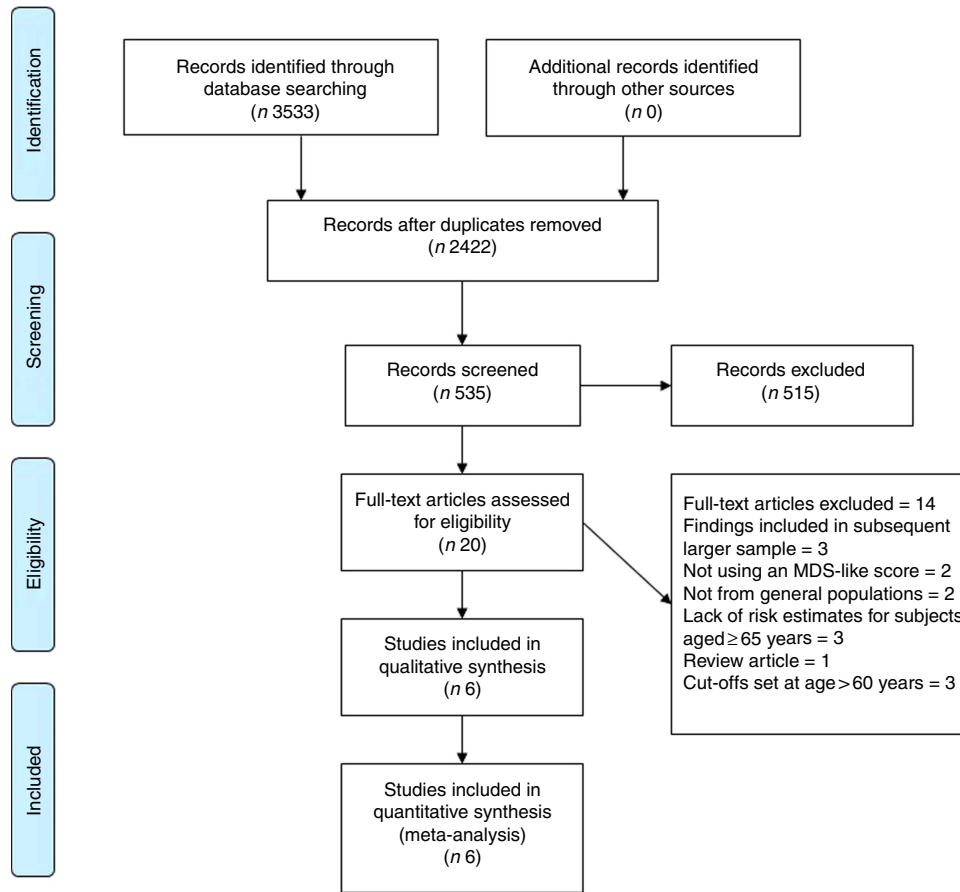 Identification
Records identified through
database searching
(n 3533)
Additional records identified
through other sources
(n 0)
Records after duplicates removed
(n 2422)
Screening
Records screened
(n 535)
Records excluded
(n 515)
Eligibility
Full-text articles assessed
for eligibility
(n 20)
Full-text articles excluded = 14
Findings included in subsequent
larger sample = 3
Not using an MDS-like score = 2
Not from general populations = 2
Lack of risk estimates for subjects
aged ≥ 65 years = 3
Review article = 1
Cut-offs set at age > 60 years = 3
Studies included in
qualitative synthesis
(n 6)
Included
Studies included in
quantitative synthesis
(meta-analysis)
(n 6)